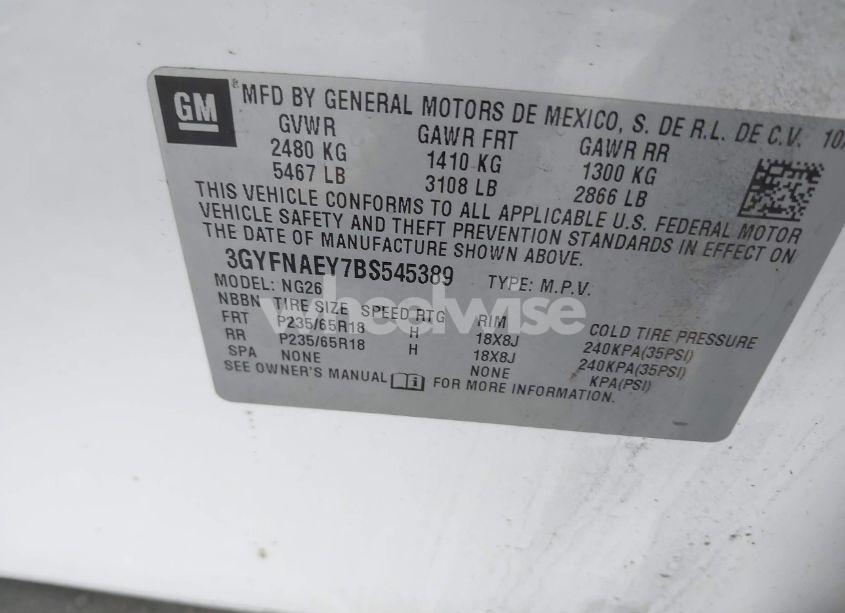 GM ® MFD BY GENERAL MOTORS DE MEXICO, S. DE R.L. DE C.V.
GVWR GAWR FRT GAWR RR
2480 KG 1410 KG 1300 KG
5467 LB 3108 LB 2866 LB
THIS VEHICLE CONFORMS TO ALL APPLICABLE U.S. FEDERAL MOTOR
VEHICLE SAFETY AND THEFT PREVENTION STANDARDS IN EFFECT ON
THE DATE OF MANUFACTURE SHOWN ABOVE.
3GYFNAEY7BS545389 TYPE: M.P.V.
MODEL: NG26
NBBN TIRE SIZE SPEED RTG RIM COLD TIRE PRESSURE
FRT P235/65R18 H 18X8J 240KPA(35PSI)
RR P235/65R18 H 18X8J 240KPA(35PSI)
SPA NONE NONE KPA(PSI)
SEE OWNER'S MANUAL FOR MORE INFORMATION.
wheelwise